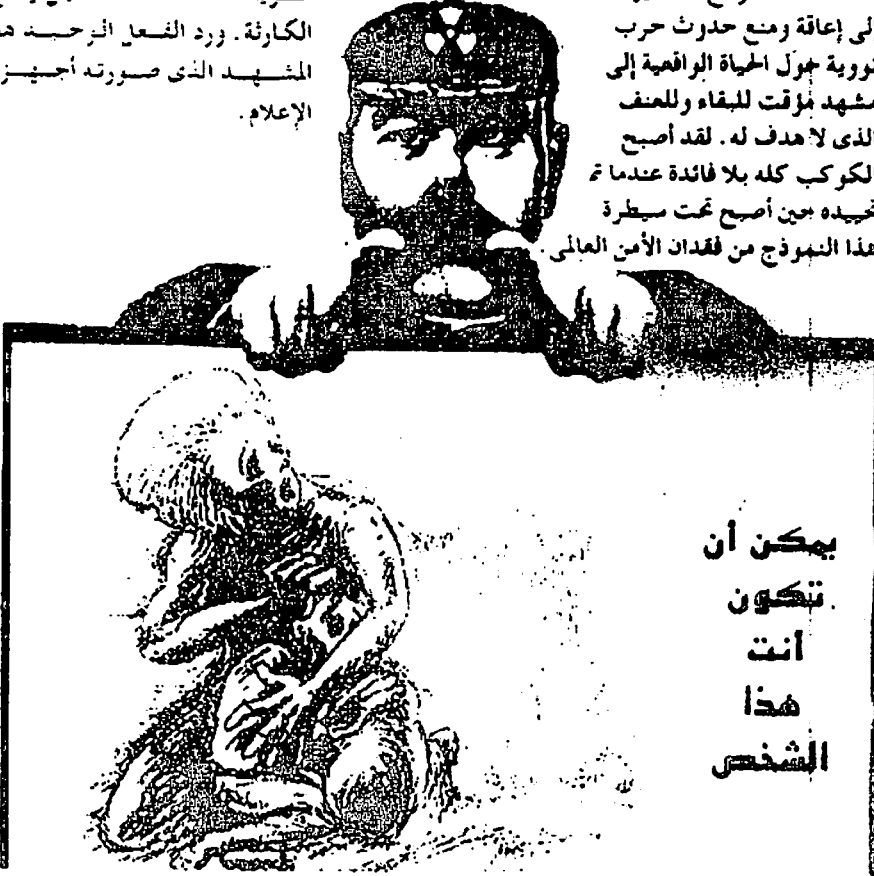 إلى إعاقة ومنع حدوث حرب
نووية حول الحياة الواقعية إلى
مشهد مؤقت للبقاء وللعنف
الذى لا هدف له. لقد أصبح
الكوكب كله بلا فائدة عندما تم
تحييده حين أصبح تحت سيطرة
هذا النموذج من فقدان الأمن العالمى.
الكارثة. ورد الفعل الوحيد هو
المشهد الذى صورته أجهزة
الإعلام.
يمكن أن
تكون
أنت
هذا
الشخص